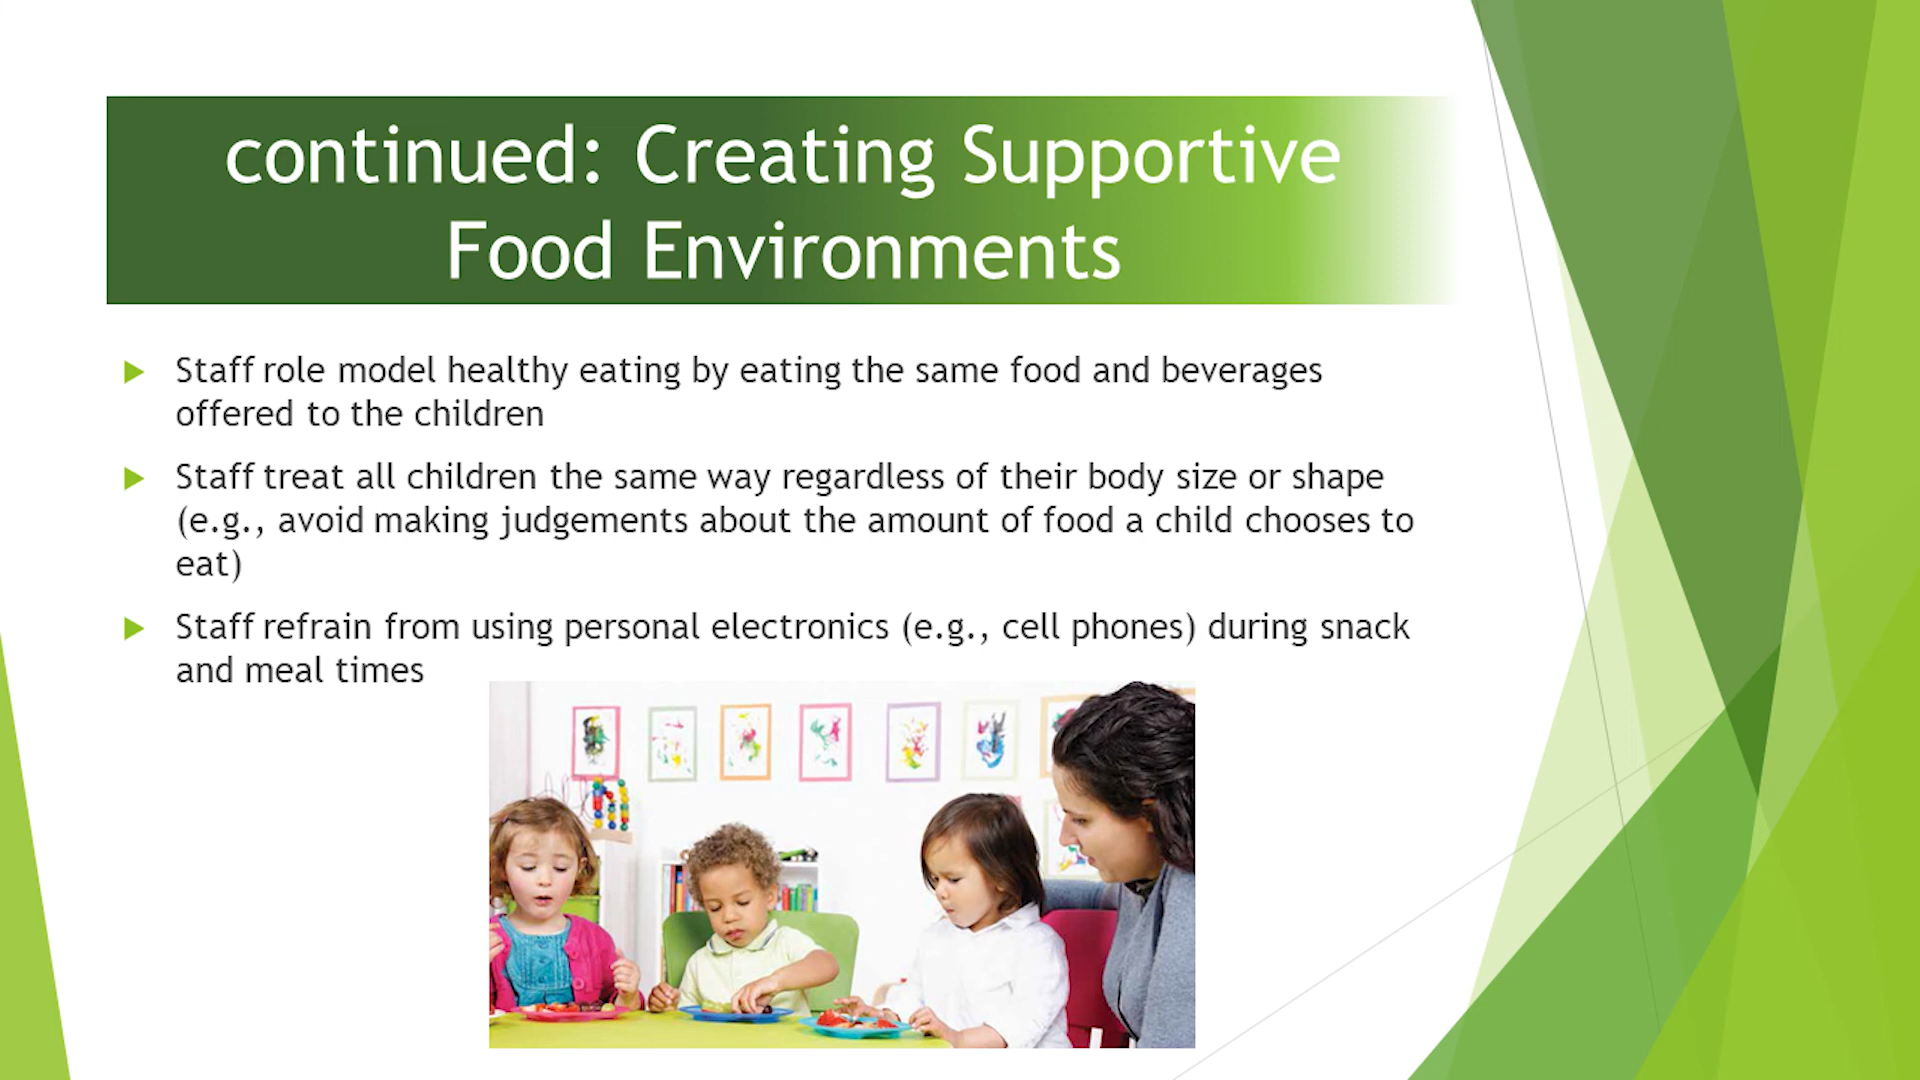 continued: Creating Supportive
Food Environments
Staff role model healthy eating by eating the same food and beverages
offered to the children
Staff treat all children the same way regardless of their body size or shape
(e.g., avoid making judgements about the amount of food a child chooses to
eat)
Staff refrain from using personal electronics (e.g., cell phones) during snack
and meal times